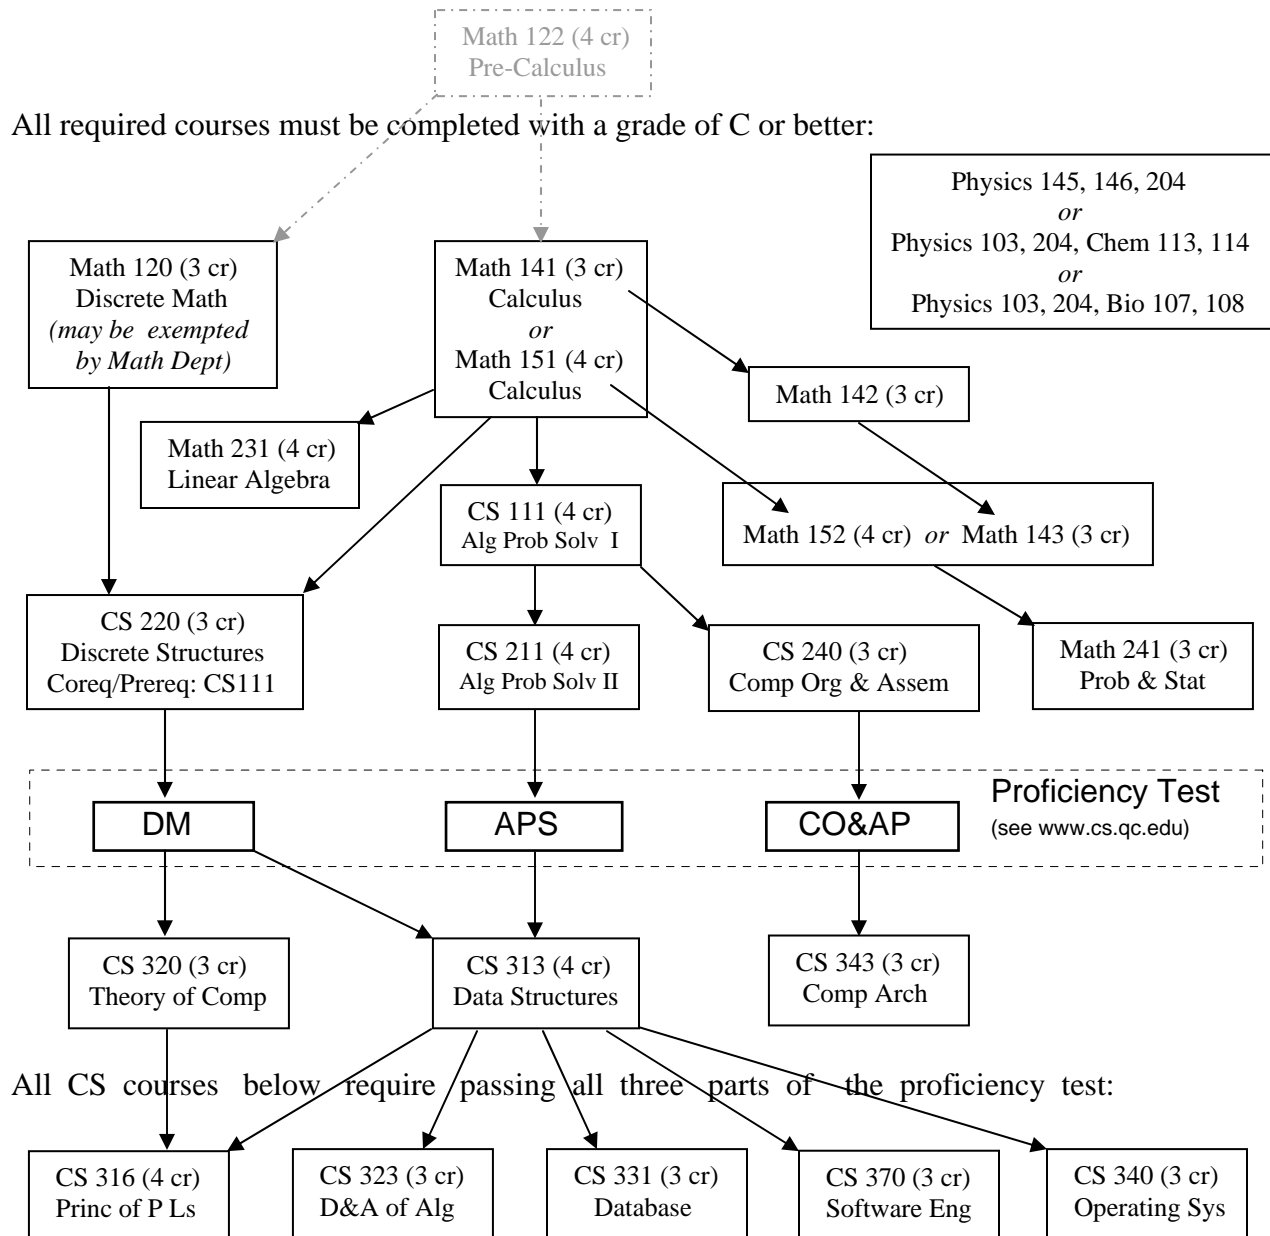 Math 122 (4 cr)
Pre-Calculus
All required courses must be completed with a grade of C or better:
Physics 145, 146, 204
or
Physics 103, 204, Chem 113, 114
or
Physics 103, 204, Bio 107, 108
Math 120 (3 cr)
Discrete Math
(may be exempted
by Math Dept)
Math 141 (3 cr)
Calculus
or
Math 151 (4 cr)
Calculus
Math 142 (3 cr)
Math 231 (4 cr)
Linear Algebra
CS 111 (4 cr)
Alg Prob Solv I
Math 152 (4 cr) or Math 143 (3 cr)
CS 220 (3 cr)
Discrete Structures
Coreq/Prereq: CS111
CS 211 (4 cr)
Alg Prob Solv II
CS 240 (3 cr)
Comp Org & Assem
Math 241 (3 cr)
Prob & Stat
DM
APS
CO&AP
Proficiency Test
(see www.cs.qc.edu)
CS 320 (3 cr)
Theory of Comp
CS 313 (4 cr)
Data Structures
CS 343 (3 cr)
Comp Arch
All CS courses below require passing all three parts of the proficiency test:
CS 316 (4 cr)
Princ of P Ls
CS 323 (3 cr)
D&A of Alg
CS 331 (3 cr)
Database
CS 370 (3 cr)
Software Eng
CS 340 (3 cr)
Operating Sys